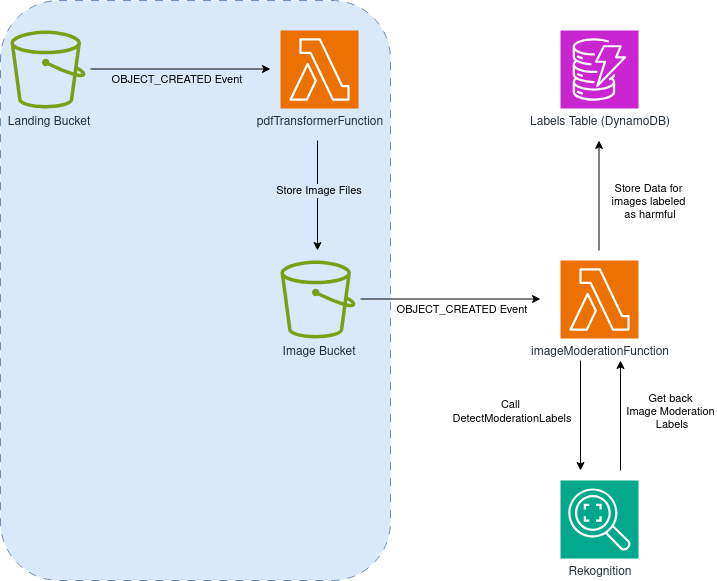 OBJECT_CREATED Event
Landing Bucket
pdfTransformerFunction
Labels Table (DynamoDB)
Store Image Files
Store Data for
images labeled
as harmful
OBJECT_CREATED Event
Image Bucket
imageModerationFunction
Call
DetectModerationLabels
Get back
Image Moderation
Labels
Rekognition